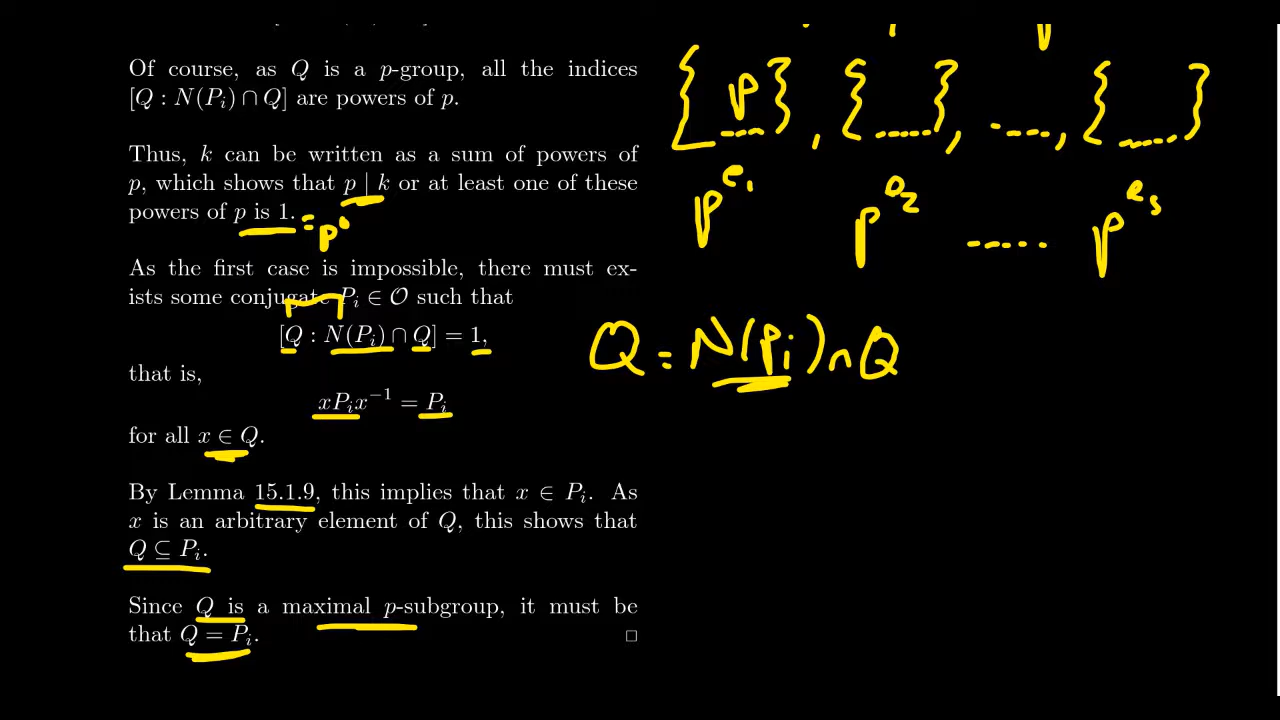 Of course, as Q is a p-group, all the indices
[Q : N(P_i) ∩ Q] are powers of p.
Thus, k can be written as a sum of powers of
p, which shows that p | k or at least one of these
powers of p is 1. = p⁰
As the first case is impossible, there must ex-
ists some conjugate P_i ∈ 𝒪 such that
[Q : N(P_i) ∩ Q] = 1,
that is,
xP_ix^{-1} = P_i
for all x ∈ Q.
By Lemma 15.1.9, this implies that x ∈ P_i. As
x is an arbitrary element of Q, this shows that
Q ⊆ P_i.
Since Q is a maximal p-subgroup, it must be
that Q = P_i. □
{ p .... }, { ..... }, ....., { ..... }
p^{e_1} p^{e_2} ..... p^{e_s}
Q = N(P_i) ∩ Q